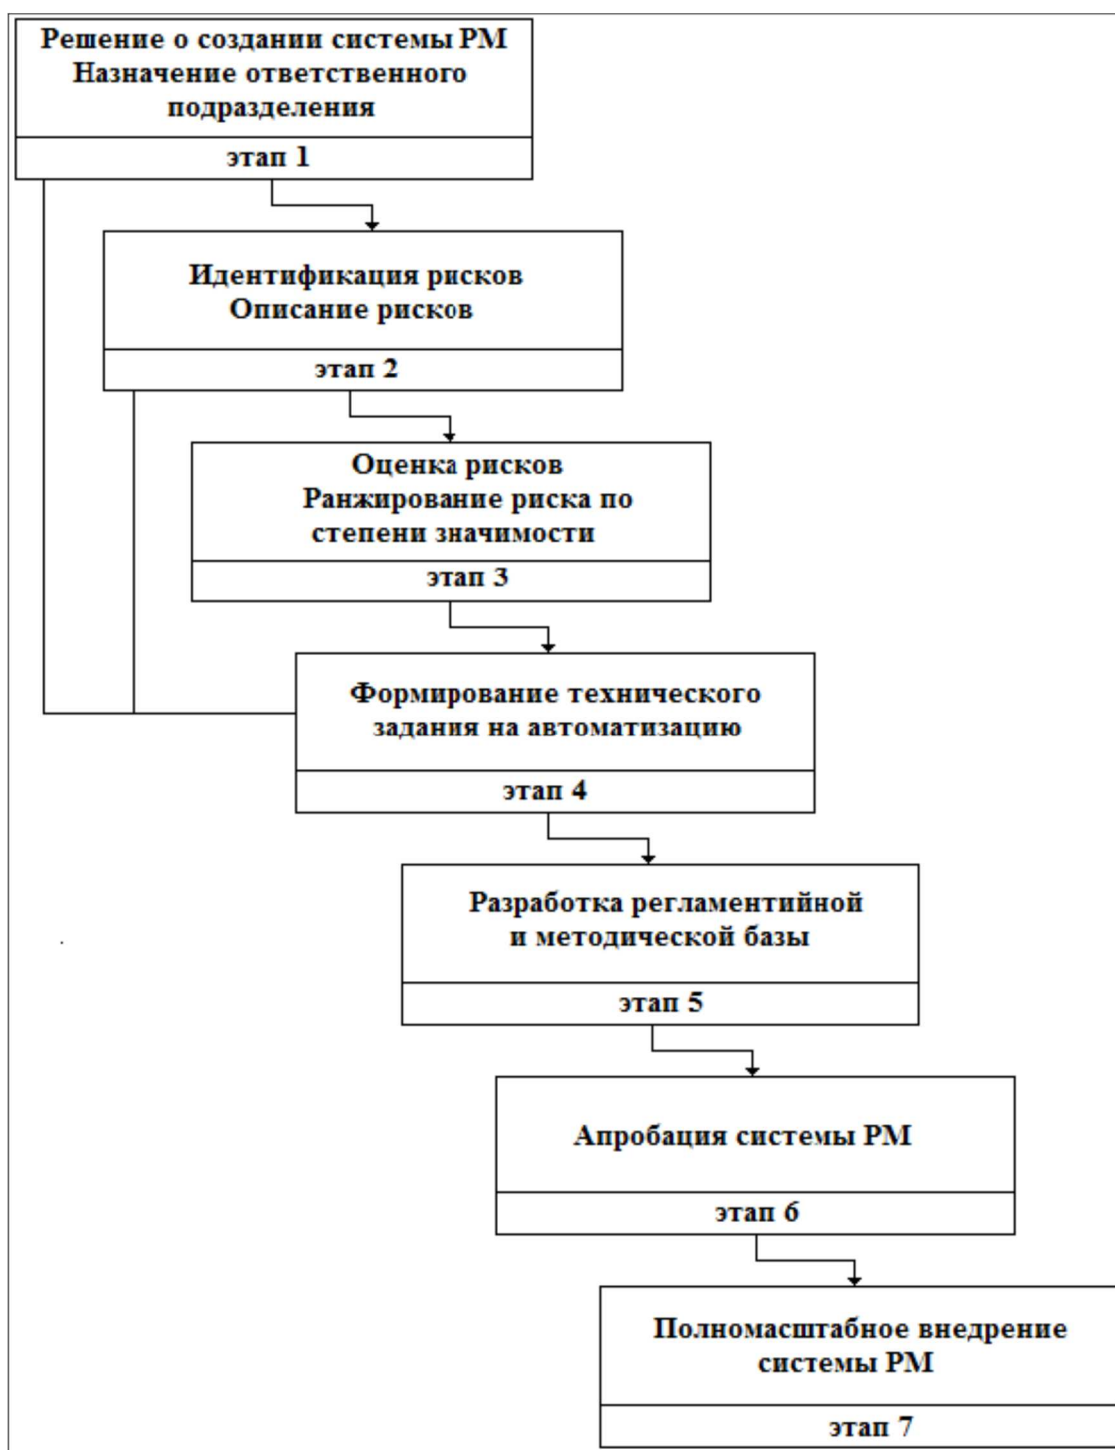 Решение о создании системы РМ
Назначение ответственного
подразделения
этап 1
Идентификация рисков
Описание рисков
этап 2
Оценка рисков
Ранжирование риска по
степени значимости
этап 3
Формирование технического
задания на автоматизацию
этап 4
Разработка регламентийной
и методической базы
этап 5
Апробация системы РМ
этап 6
Полномасштабное внедрение
системы РМ
этап 7